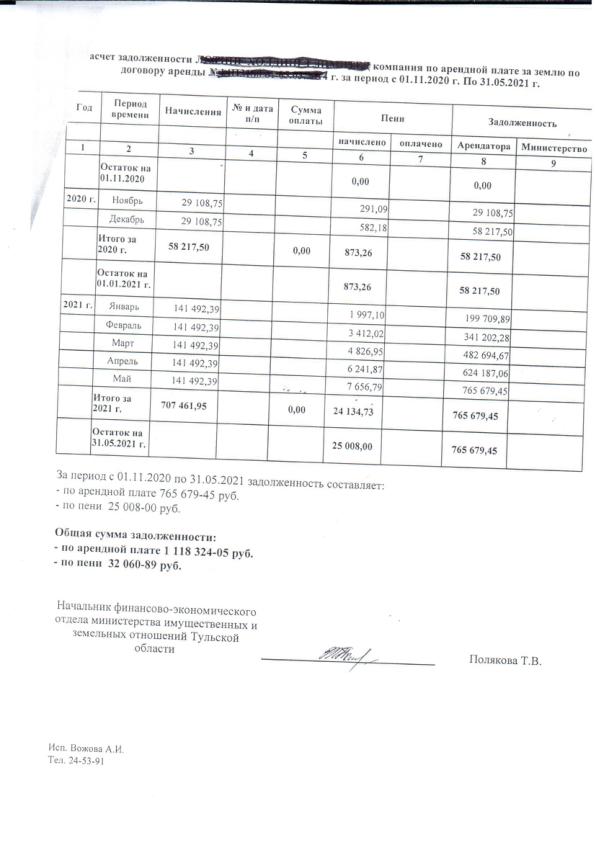 асчет задолженности компания по арендной плате за землю по
договору аренды г. за период с 01.11.2020 г. По 31.05.2021 г.
Год Период времени Начисления № и дата п/п Сумма оплаты Пени Задолженность
начислено оплачено Арендатора Министерство
1 2 3 4 5 6 7 8 9
Остаток на 01.11.2020 0,00 0,00
2020 г. Ноябрь 29 108,75 291,09 29 108,75
Декабрь 29 108,75 582,18 58 217,50
Итого за 2020 г. 58 217,50 0,00 873,26 58 217,50
Остаток на 01.01.2021 г. 873,26 58 217,50
2021 г. Январь 141 492,39 1 997,10 199 709,89
Февраль 141 492,39 3 412,02 341 202,28
Март 141 492,39 4 826,95 482 694,67
Апрель 141 492,39 6 241,87 624 187,06
Май 141 492,39 7 656,79 765 679,45
Итого за 2021 г. 707 461,95 0,00 24 134,73 765 679,45
Остаток на 31.05.2021 г. 25 008,00 765 679,45
За период с 01.11.2020 по 31.05.2021 задолженность составляет:
- по арендной плате 765 679-45 руб.
- по пени 25 008-00 руб.
Общая сумма задолженности:
- по арендной плате 1 118 324-05 руб.
- по пени 32 060-89 руб.
Начальник финансово-экономического
отдела министерства имущественных и
земельных отношений Тульской
области
Полякова Т.В.
Исп. Вожова А.И.
Тел. 24-53-91